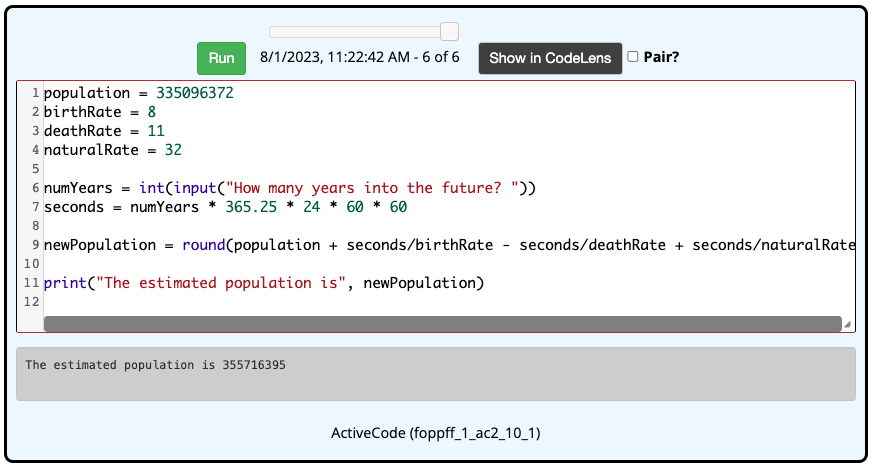 Run 8/1/2023, 11:22:42 AM - 6 of 6 Show in CodeLens Pair?
1 population = 335096372
2 birthRate = 8
3 deathRate = 11
4 naturalRate = 32
5
6 numYears = int(input("How many years into the future? "))
7 seconds = numYears * 365.25 * 24 * 60 * 60
8
9 newPopulation = round(population + seconds/birthRate - seconds/deathRate + seconds/naturalRate
10
11 print("The estimated population is", newPopulation)
12
The estimated population is 355716395
ActiveCode (foppff_1_ac2_10_1)